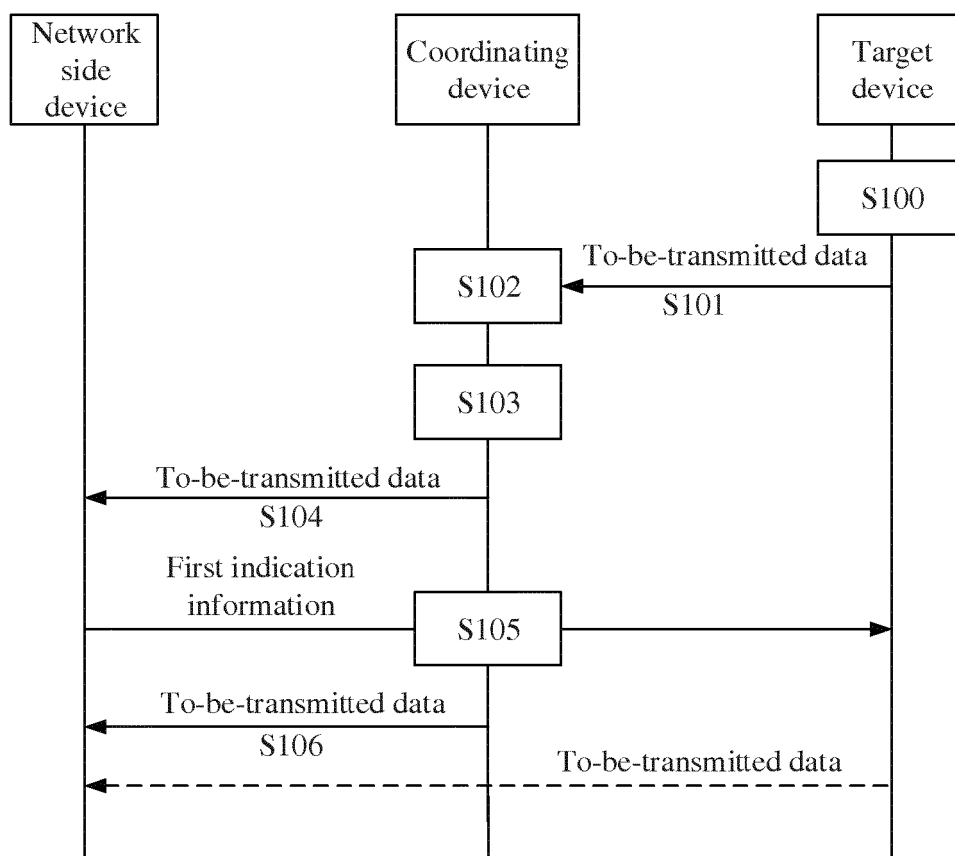 Network
side
device
Coordinating
device
Target
device
S100
To-be-transmitted data
S102
S101
S103
To-be-transmitted data
S104
First indication
information
S105
To-be-transmitted data
S106
To-be-transmitted data